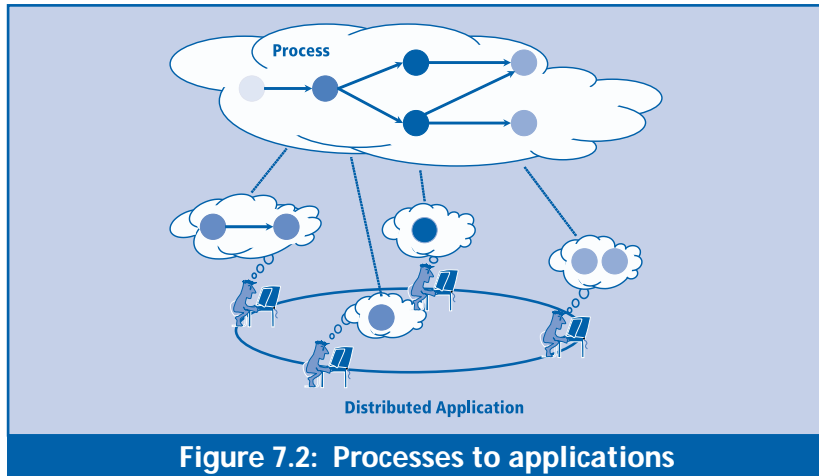 Process
Distributed Application
Figure 7.2: Processes to applications